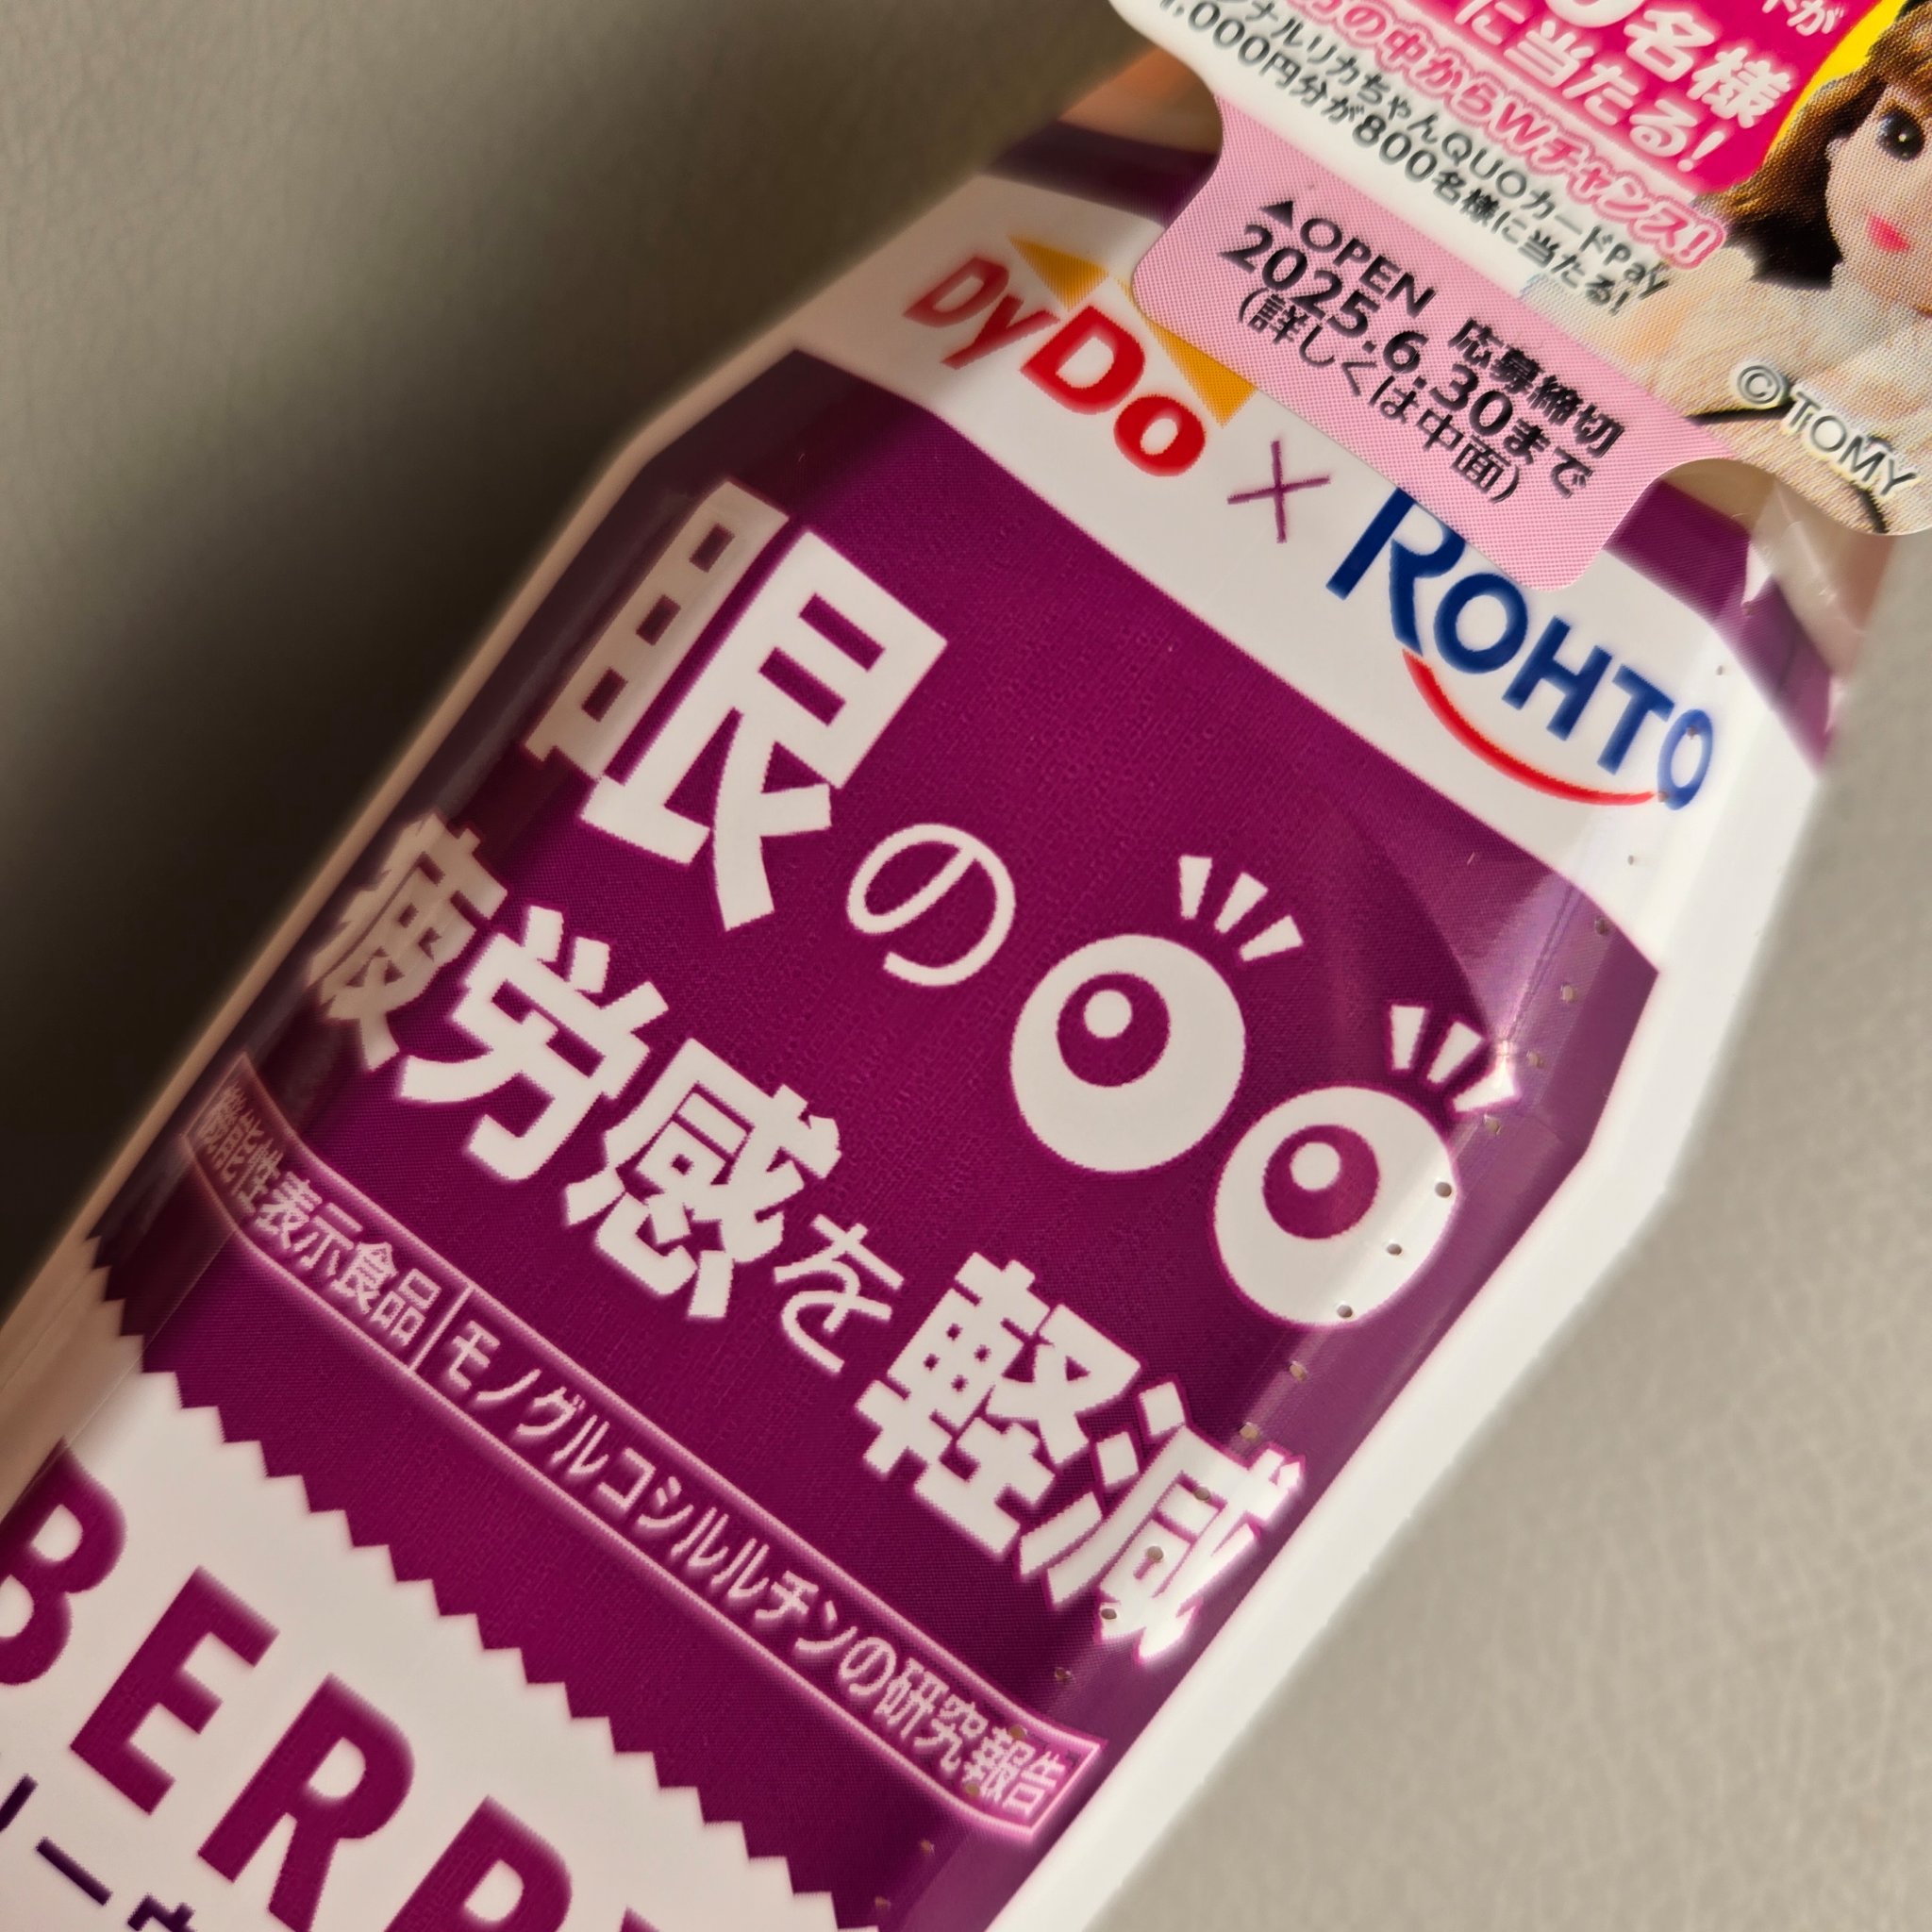 名様
に当たる!
の中からWチャンス!
ナルリカちゃんQUOカードPay
1,000円分が800名様に当たる!
▲OPEN 応募締切
2025.6.30まで
(詳しくは中面)
©TOMY
DyDo × ROHTO
眼の
疲労感を軽減
機能性表示食品 モノグルコシルルチンの研究報告